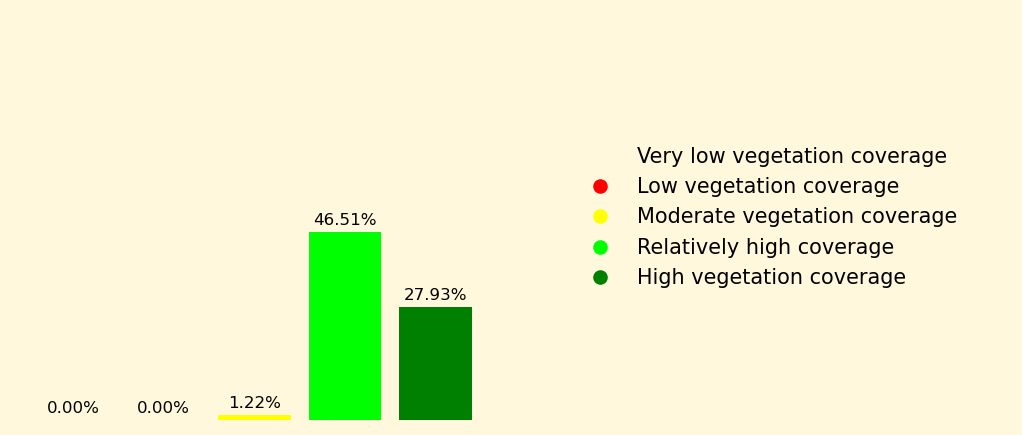 0.00%
0.00%
1.22%
46.51%
27.93%
Very low vegetation coverage
Low vegetation coverage
Moderate vegetation coverage
Relatively high coverage
High vegetation coverage